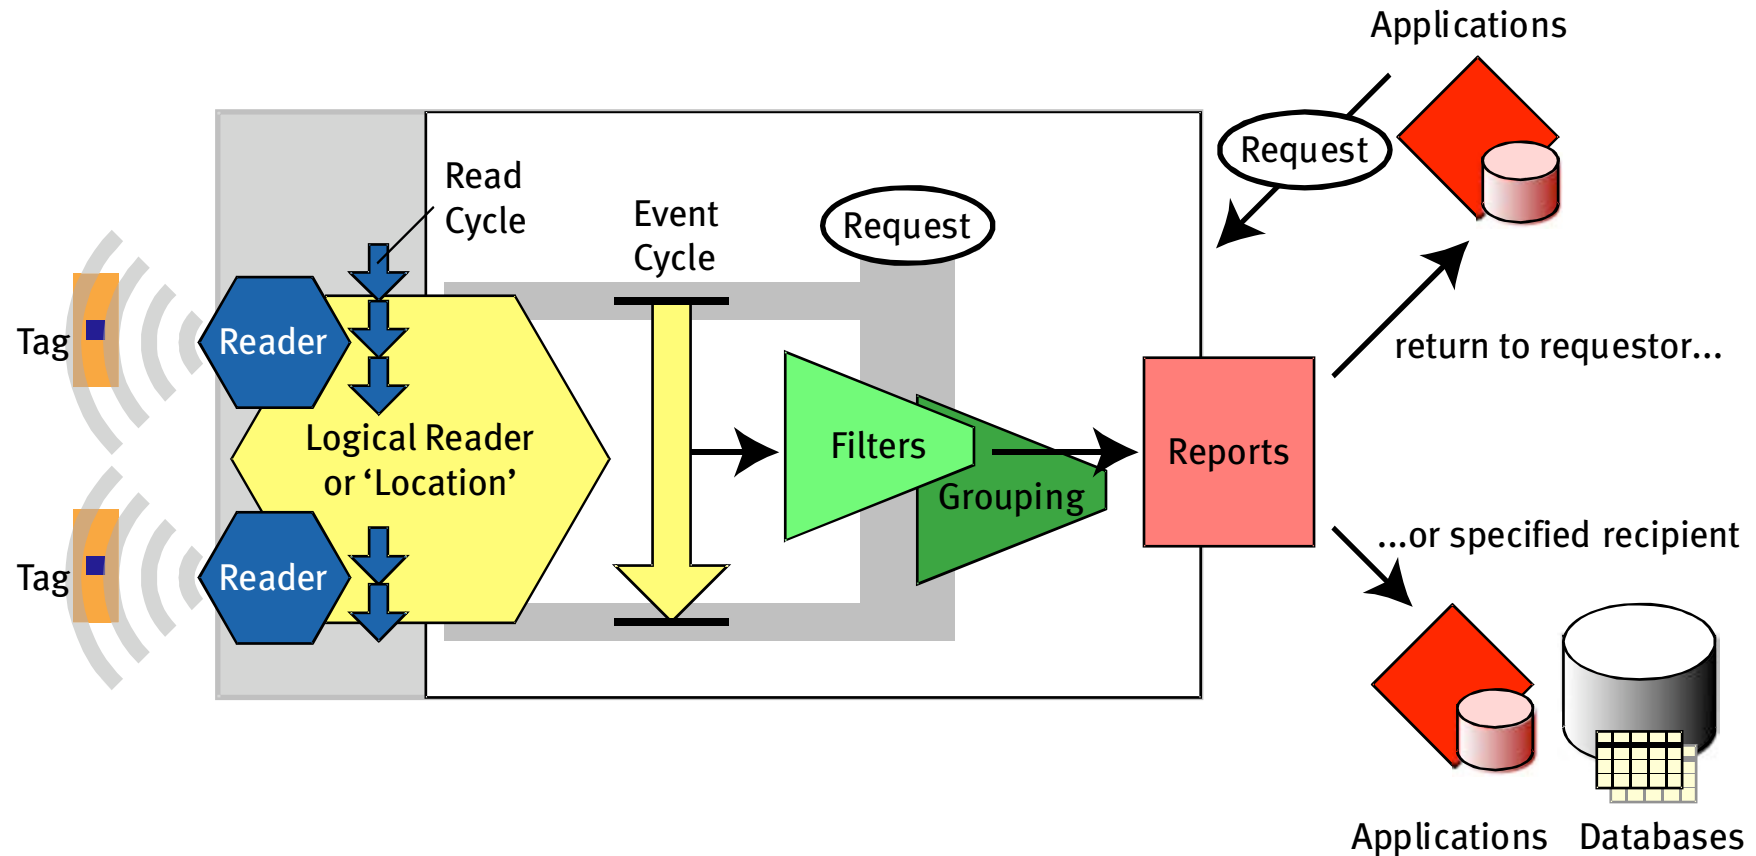 Applications
Request
Read
Cycle
Event
Cycle
Request
Tag
Reader
return to requestor...
Logical Reader
or ‘Location’
Filters
Reports
Grouping
...or specified recipient
Tag
Reader
Applications
Databases